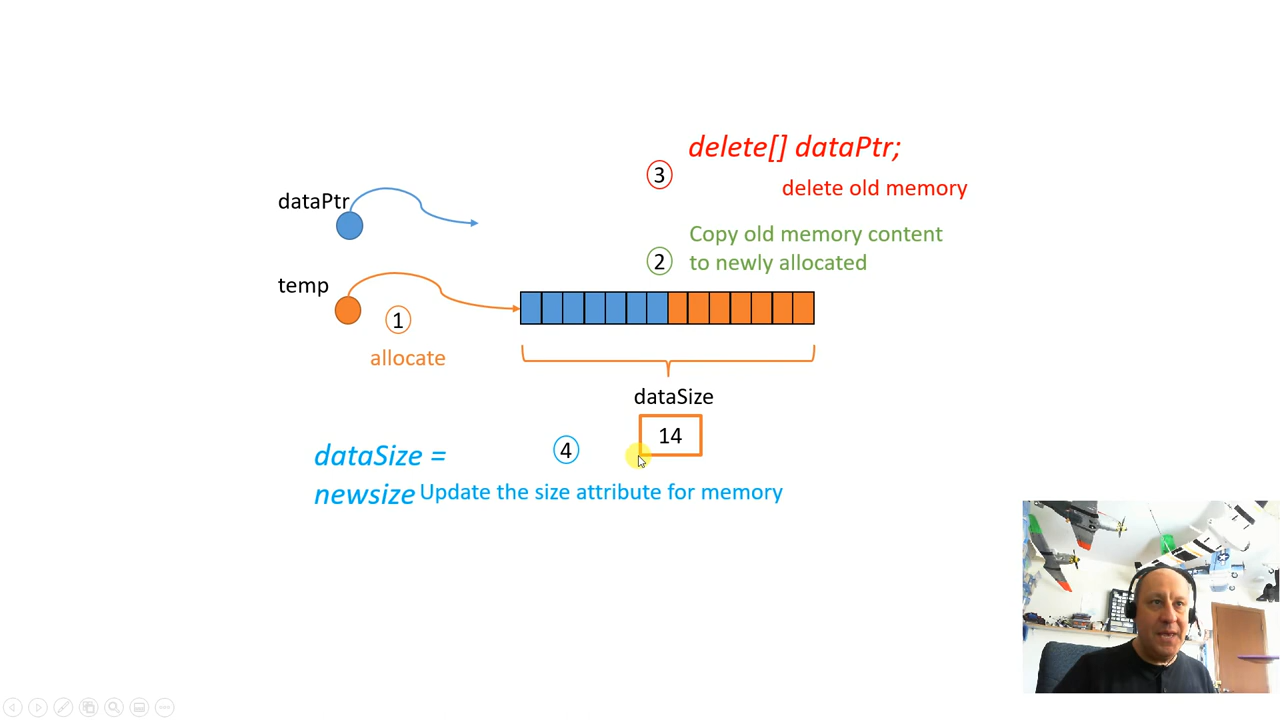 delete[] dataPtr;
3
delete old memory
dataPtr
Copy old memory content
2
to newly allocated
temp
1
allocate
dataSize
14
dataSize =
4
newsize
Update the size attribute for memory